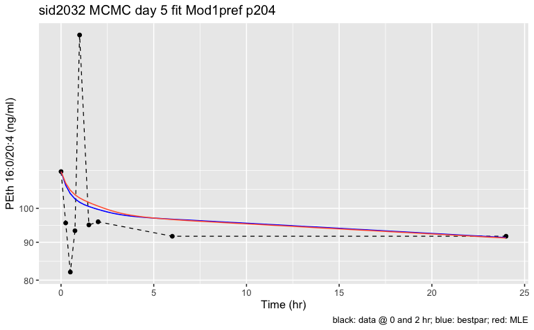 sid2032 MCMC day 5 fit Mod1pref p204
PEth 16:0/20:4 (ng/ml)
100
90
80
0
5
10
15
20
25
Time (hr)
black: data @ 0 and 2 hr; blue: bestpar; red: MLE